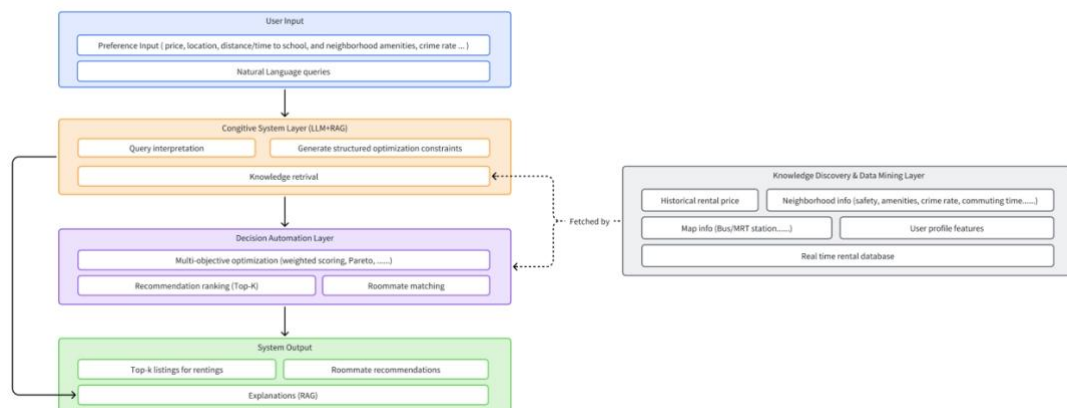 User Input
Preference Input ( price, location, distance/time to school, and neighborhood amenities, crime rate ... )
Natural Language queries
Congitive System Layer (LLM+RAG)
Query interpretation
Generate structured optimization constraints
Knowledge retrival
Decision Automation Layer
Multi-objective optimization (weighted scoring, Pareto, ......)
Recommendation ranking (Top-K)
Roommate matching
System Output
Top-k listings for rentings
Roommate recommendations
Explanations (RAG)
Fetched by
Knowledge Discovery & Data Mining Layer
Historical rental price
Neighborhood info (safety, amenities, crime rate, commuting time......)
Map info (Bus/MRT station......)
User profile features
Real time rental database